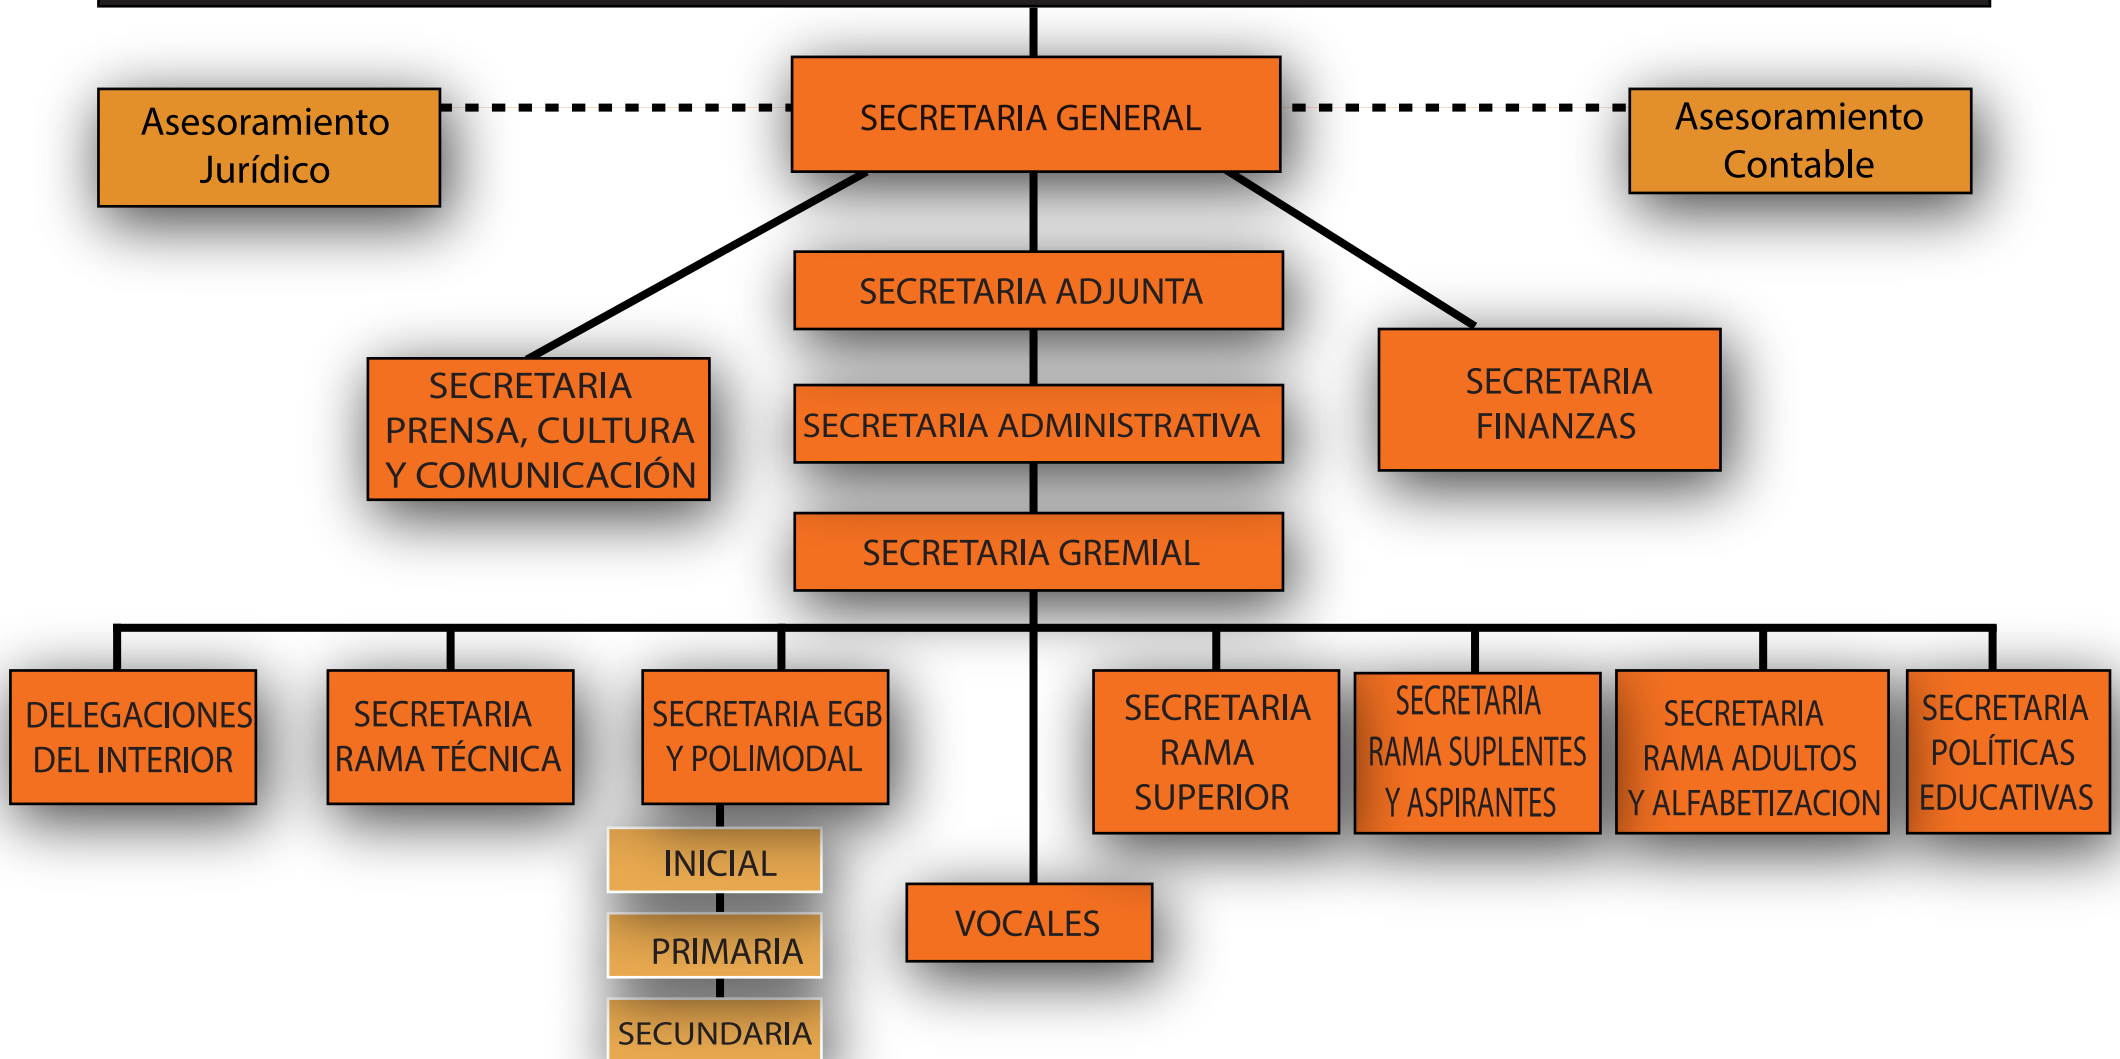 SECRETARIA GENERAL
Asesoramiento
Jurídico
Asesoramiento
Contable
SECRETARIA ADJUNTA
SECRETARIA
PRENSA, CULTURA
Y COMUNICACIÓN
SECRETARIA ADMINISTRATIVA
SECRETARIA
FINANZAS
SECRETARIA GREMIAL
DELEGACIONES
DEL INTERIOR
SECRETARIA
RAMA TÉCNICA
SECRETARIA EGB
Y POLIMODAL
SECRETARIA
RAMA
SUPERIOR
SECRETARIA
RAMA SUPLENTES
Y ASPIRANTES
SECRETARIA
RAMA ADULTOS
Y ALFABETIZACION
SECRETARIA
POLÍTICAS
EDUCATIVAS
INICIAL
PRIMARIA
SECUNDARIA
VOCALES